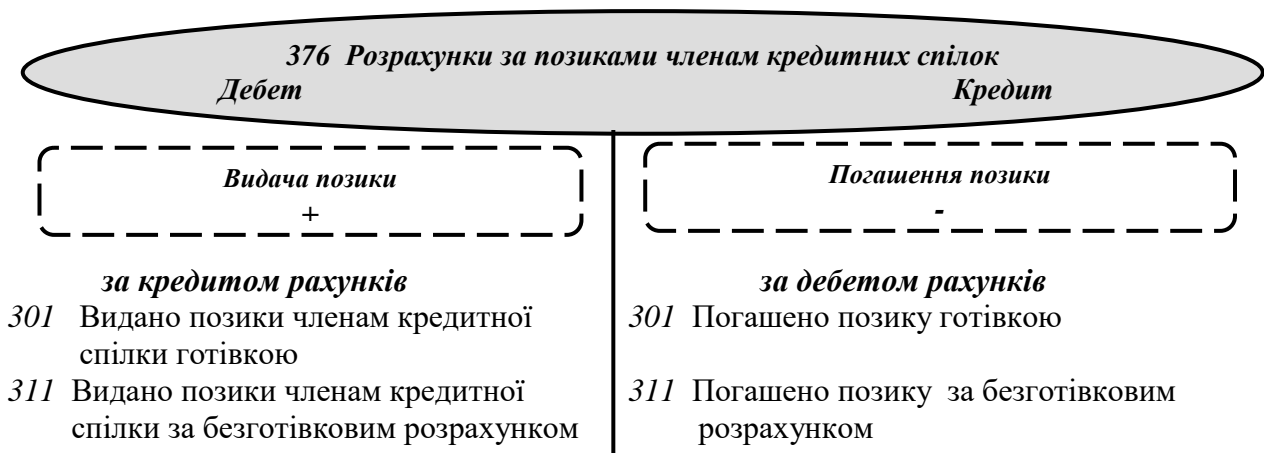 376 Розрахунки за позиками членам кредитних спілок
Дебет
Кредит
Видача позики
+
за кредитом рахунків
301 Видано позики членам кредитної
спілки готівкою
311 Видано позики членам кредитної
спілки за безготівковим розрахунком
Погашення позики
-
за дебетом рахунків
301 Погашено позику готівкою
311 Погашено позику за безготівковим
розрахунком